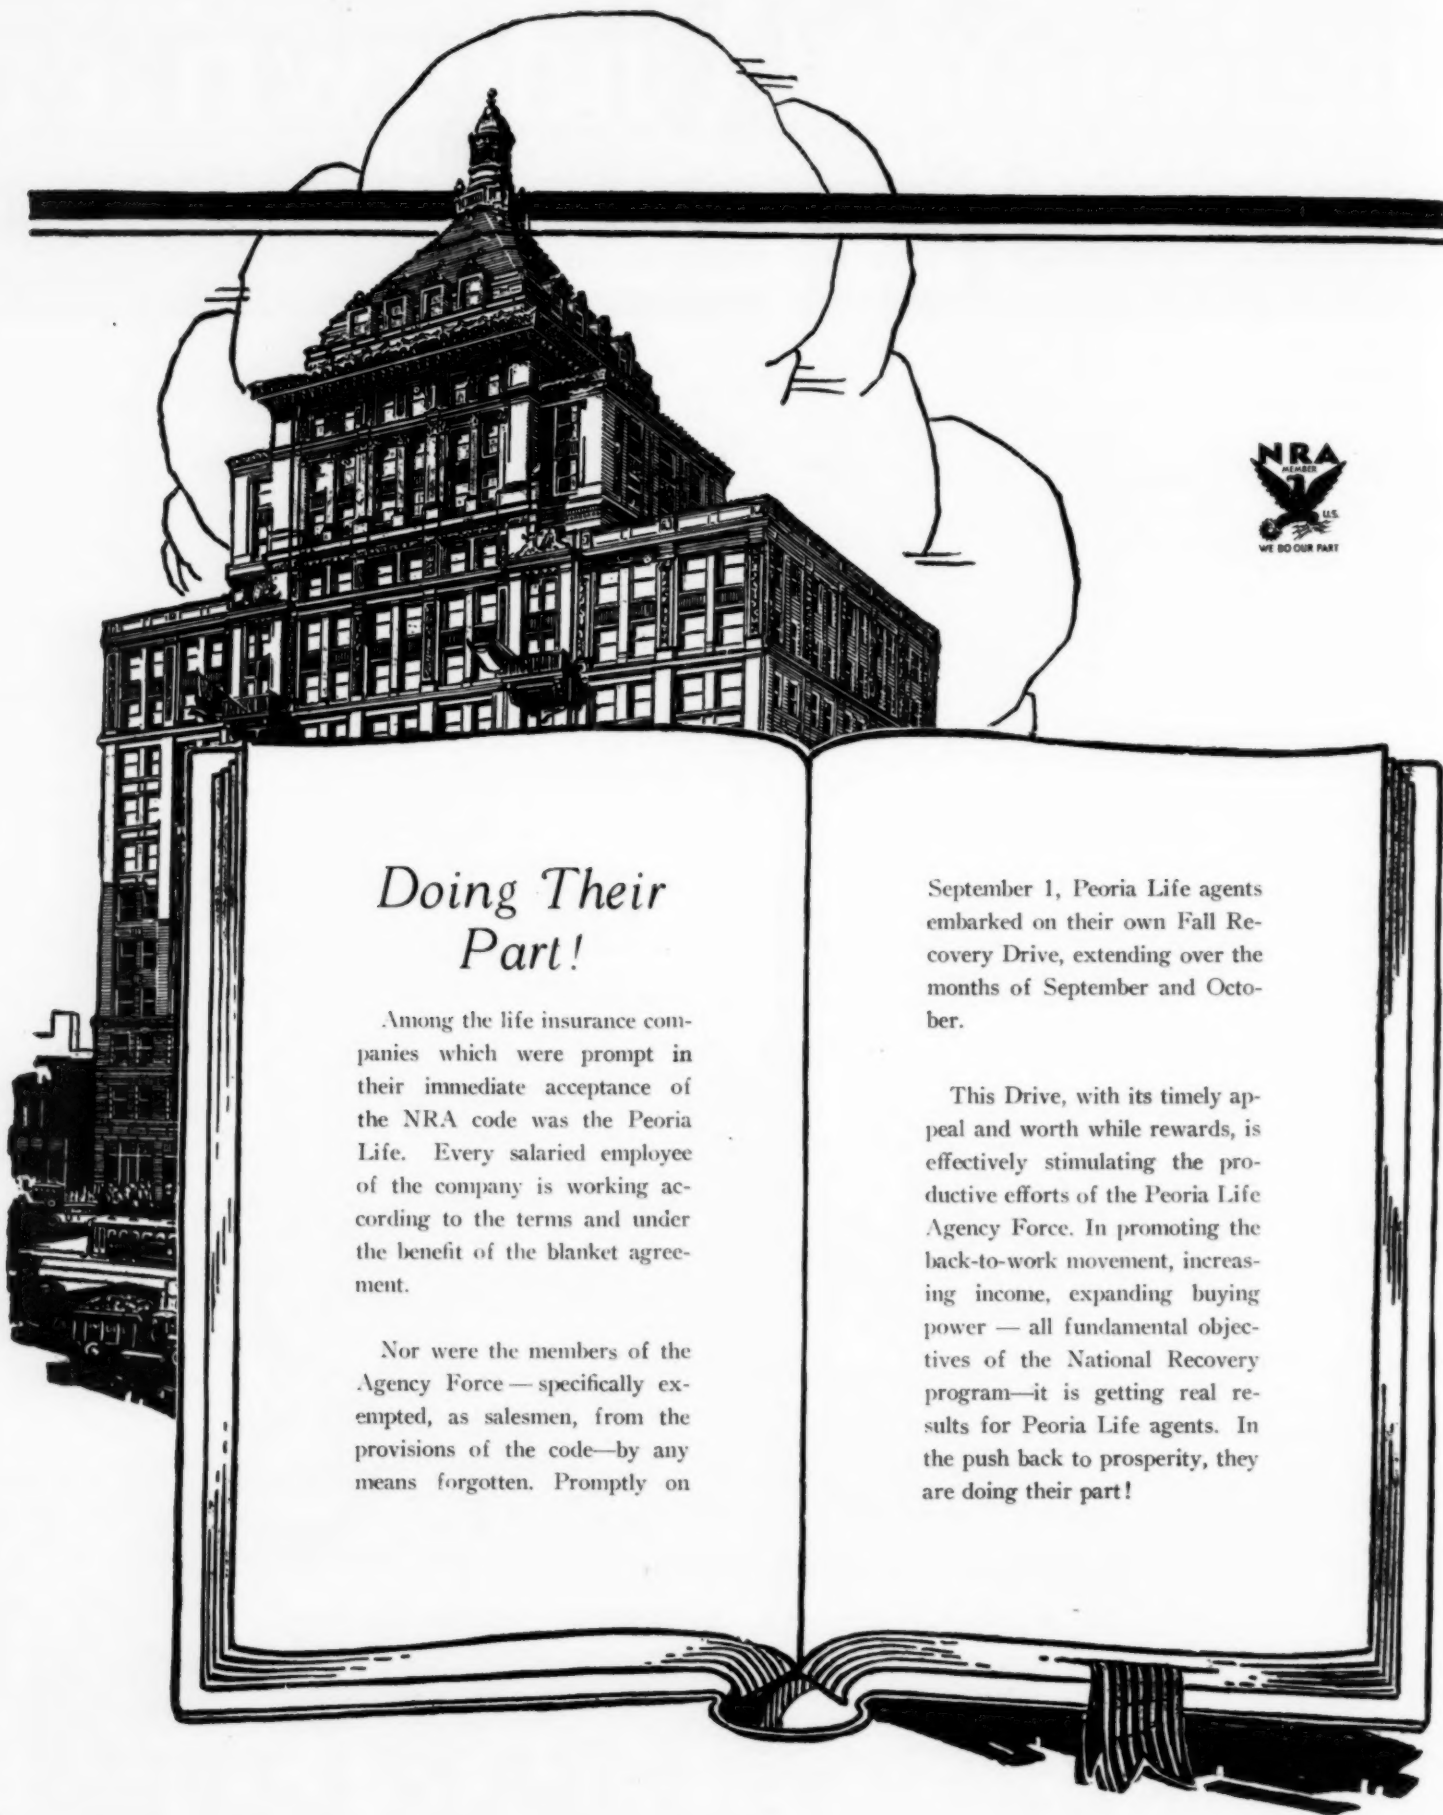 NRA
MEMBER
U.S.
WE DO OUR PART
Doing Their
Part!
Among the life insurance com-
panies which were prompt in
their immediate acceptance of
the NRA code was the Peoria
Life. Every salaried employee
of the company is working ac-
cording to the terms and under
the benefit of the blanket agree-
ment.
Nor were the members of the
Agency Force — specifically ex-
empted, as salesmen, from the
provisions of the code—by any
means forgotten. Promptly on
September 1, Peoria Life agents
embarked on their own Fall Re-
covery Drive, extending over the
months of September and Octo-
ber.
This Drive, with its timely ap-
peal and worth while rewards, is
effectively stimulating the pro-
ductive efforts of the Peoria Life
Agency Force. In promoting the
back-to-work movement, increas-
ing income, expanding buying
power — all fundamental objec-
tives of the National Recovery
program—it is getting real re-
sults for Peoria Life agents. In
the push back to prosperity, they
are doing their part!